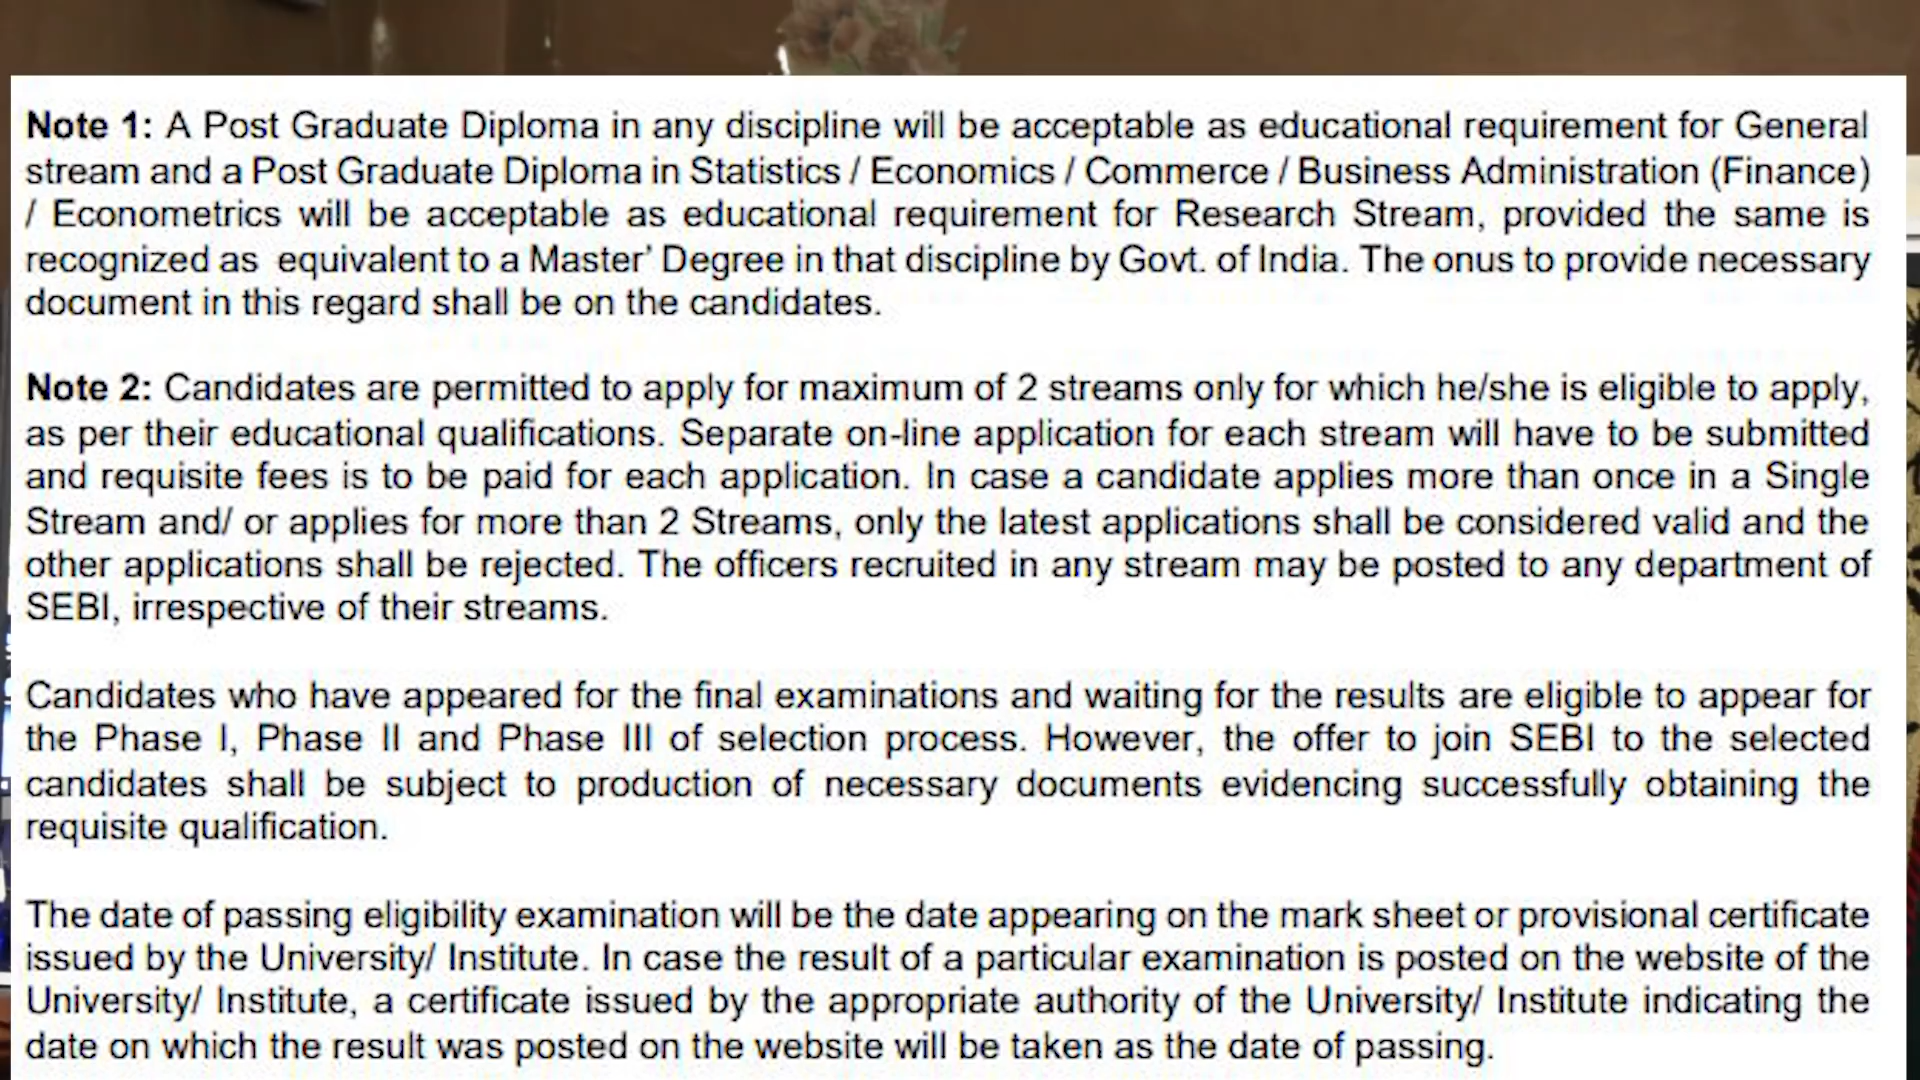 Note 1: A Post Graduate Diploma in any discipline will be acceptable as educational requirement for General
stream and a Post Graduate Diploma in Statistics / Economics / Commerce / Business Administration (Finance)
/ Econometrics will be acceptable as educational requirement for Research Stream, provided the same is
recognized as equivalent to a Master’ Degree in that discipline by Govt. of India. The onus to provide necessary
document in this regard shall be on the candidates.
Note 2: Candidates are permitted to apply for maximum of 2 streams only for which he/she is eligible to apply,
as per their educational qualifications. Separate on-line application for each stream will have to be submitted
and requisite fees is to be paid for each application. In case a candidate applies more than once in a Single
Stream and/ or applies for more than 2 Streams, only the latest applications shall be considered valid and the
other applications shall be rejected. The officers recruited in any stream may be posted to any department of
SEBI, irrespective of their streams.
Candidates who have appeared for the final examinations and waiting for the results are eligible to appear for
the Phase I, Phase II and Phase III of selection process. However, the offer to join SEBI to the selected
candidates shall be subject to production of necessary documents evidencing successfully obtaining the
requisite qualification.
The date of passing eligibility examination will be the date appearing on the mark sheet or provisional certificate
issued by the University/ Institute. In case the result of a particular examination is posted on the website of the
University/ Institute, a certificate issued by the appropriate authority of the University/ Institute indicating the
date on which the result was posted on the website will be taken as the date of passing.